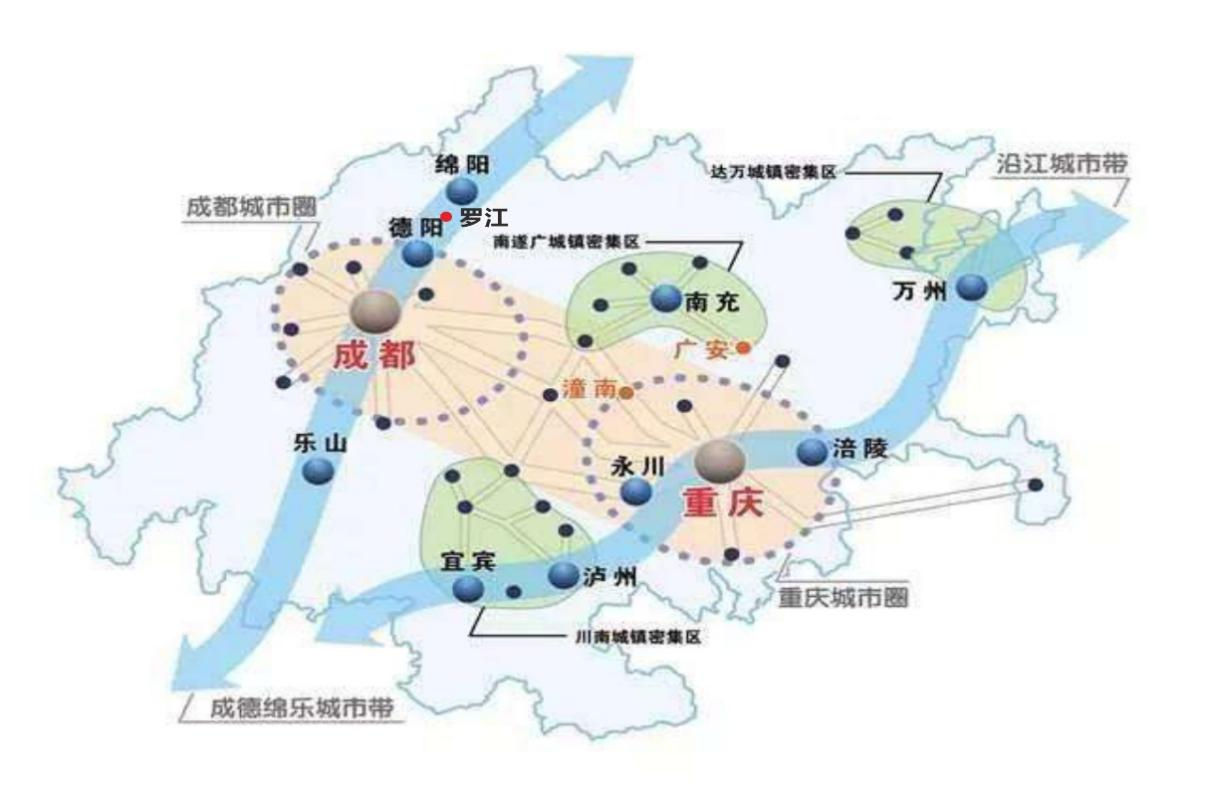 绵阳
达万城镇密集区
沿江城市带
成都城市圈
罗江
德阳
南遂广城镇密集区
万州
南充
成都
广安
潼南
乐山
永川
涪陵
重庆
宜宾
泸州
重庆城市圈
川南城镇密集区
成德绵乐城市带